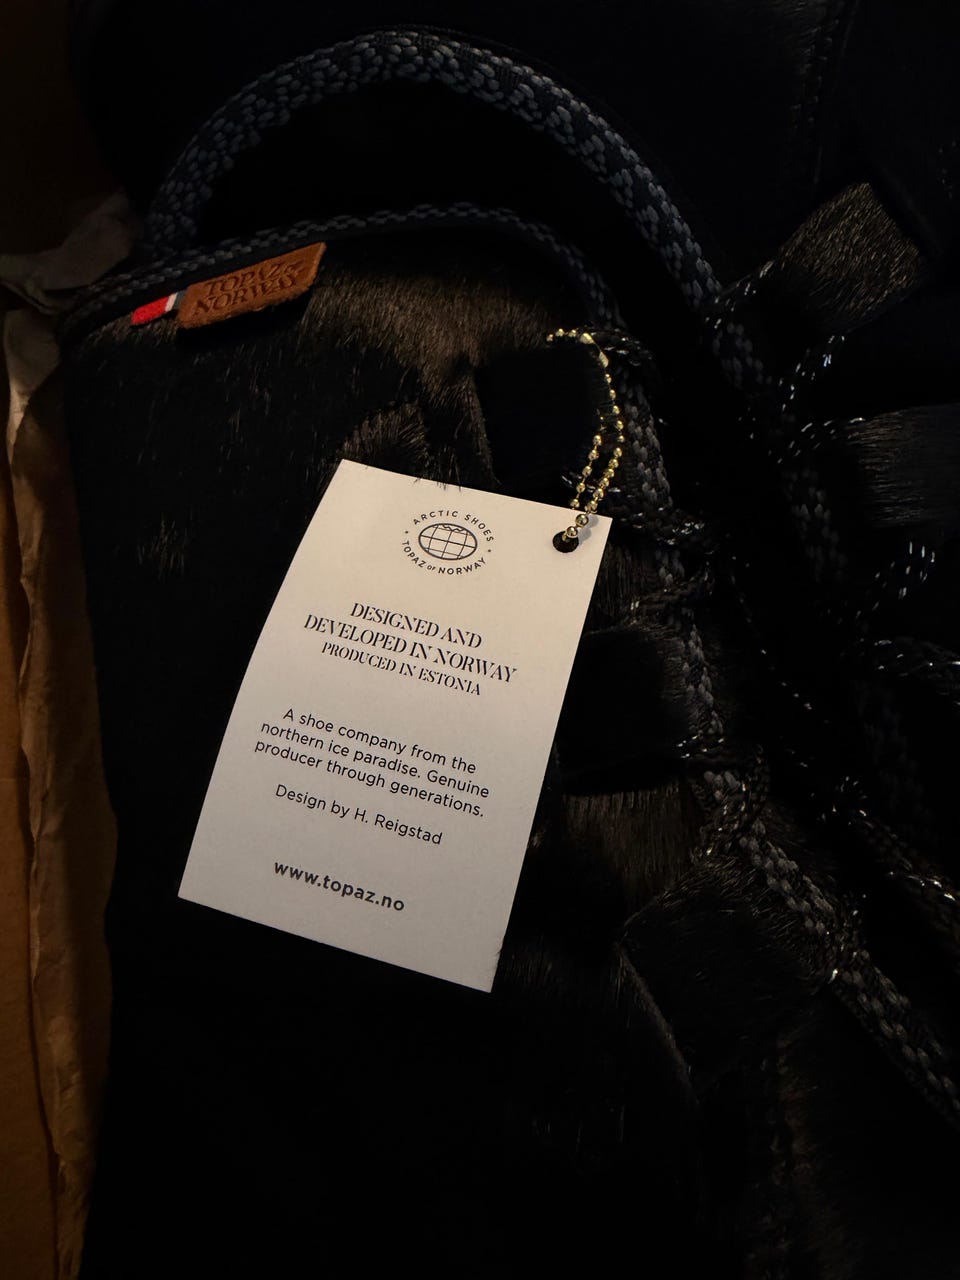 TOPAZ OF
NORWAY
ARCTIC SHOES
TOPAZ OF NORWAY
DESIGNED AND
DEVELOPED IN NORWAY
PRODUCED IN ESTONIA
A shoe company from the
northern ice paradise. Genuine
producer through generations.
Design by H. Reigstad
www.topaz.no